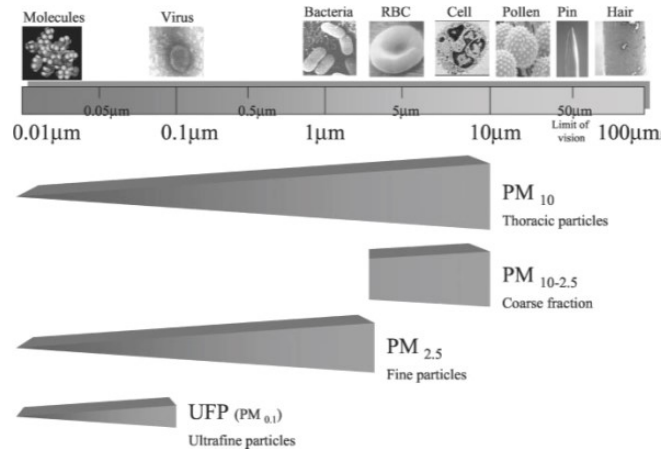 Molecules Virus Bacteria RBC Cell Pollen Pin Hair
0.05μm 0.5μm 5μm 50μm
0.01μm 0.1μm 1μm 10μm Limit of vision 100μm
PM 10
Thoracic particles
PM 10-2.5
Coarse fraction
PM 2.5
Fine particles
UFP (PM 0.1)
Ultrafine particles